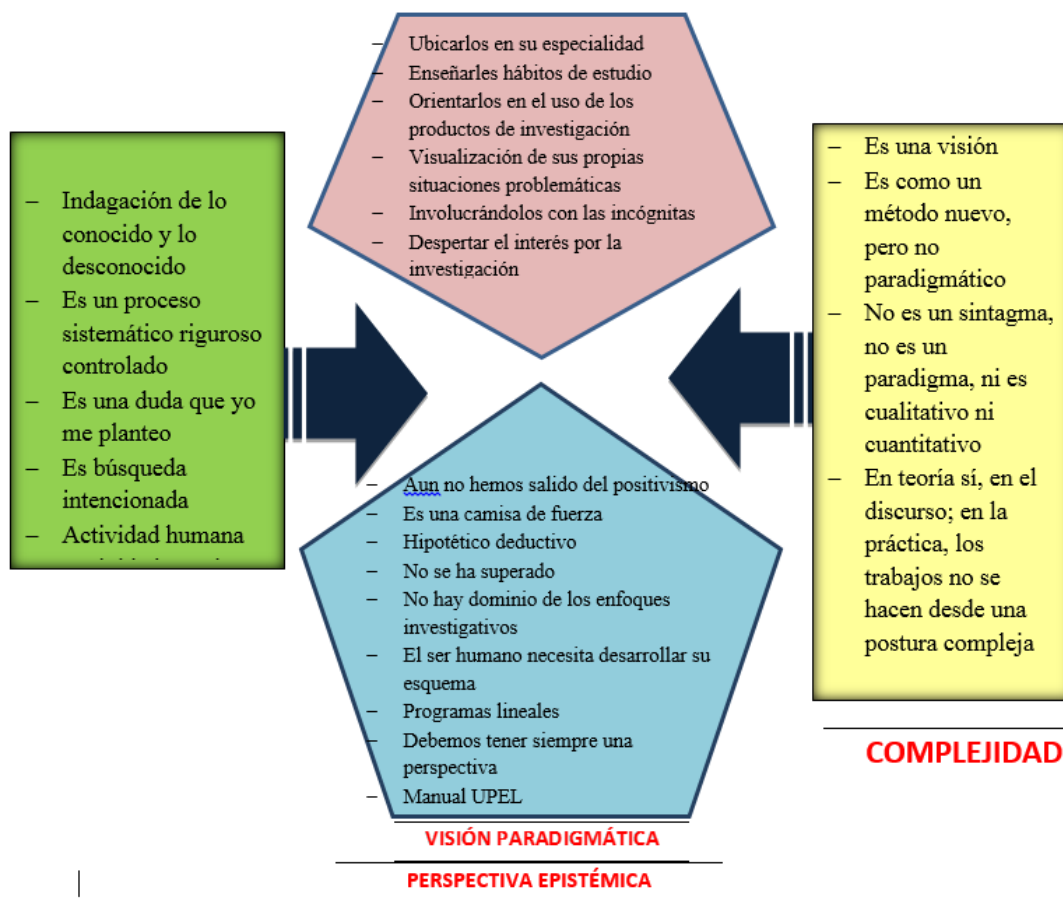 – Ubicarlos en su especialidad
– Enseñarles hábitos de estudio
– Orientarlos en el uso de los
productos de investigación
– Visualización de sus propias
situaciones problemáticas
– Involucrándolos con las incógnitas
– Despertar el interés por la
investigación
– Indagación de lo
conocido y lo
desconocido
– Es un proceso
sistemático riguroso
controlado
– Es una duda que yo
me planteo
– Es búsqueda
intencionada
– Actividad humana
– Es una visión
– Es como un
método nuevo,
pero no
paradigmático
– No es un sintagma,
no es un
paradigma, ni es
cualitativo ni
cuantitativo
– En teoría sí, en el
discurso; en la
práctica, los
trabajos no se
hacen desde una
postura compleja
– Aun no hemos salido del positivismo
– Es una camisa de fuerza
– Hipotético deductivo
– No se ha superado
– No hay dominio de los enfoques
investigativos
– El ser humano necesita desarrollar su
esquema
– Programas lineales
– Debemos tener siempre una
perspectiva
– Manual UPEL
COMPLEJIDAD
VISIÓN PARADIGMÁTICA
PERSPECTIVA EPISTÉMICA